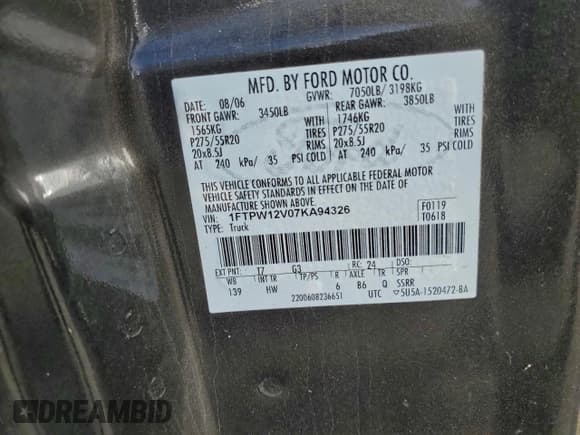 MFD. BY FORD MOTOR CO.
DATE: 08/06 GVWR: 7050LB/ 3198KG
FRONT GAWR: 3450LB REAR GAWR: 3850LB
1565KG WITH 1746KG WITH
P275/55R20 TIRES P275/55R20 TIRES
20x8.5J RIMS 20x8.5J RIMS
AT 240 kPa/ 35 PSI COLD AT 240 kPa/ 35 PSI COLD
THIS VEHICLE CONFORMS TO ALL APPLICABLE FEDERAL MOTOR
VEHICLE SAFETY STANDARDS IN EFFECT ON THE DATE OF
MANUFACTURE SHOWN ABOVE.
VIN: 1FTPW12V07KA94326 F0119
TYPE: Truck T0618
EXT PNT: T7 G3 RC: 24 DSO:
WB INT TR TP/PS R AXLE TR SPR
139 HW 6 B6 Q SSRR
2200608236651 UTC 5U5A-1520472-BA
DREAMBID